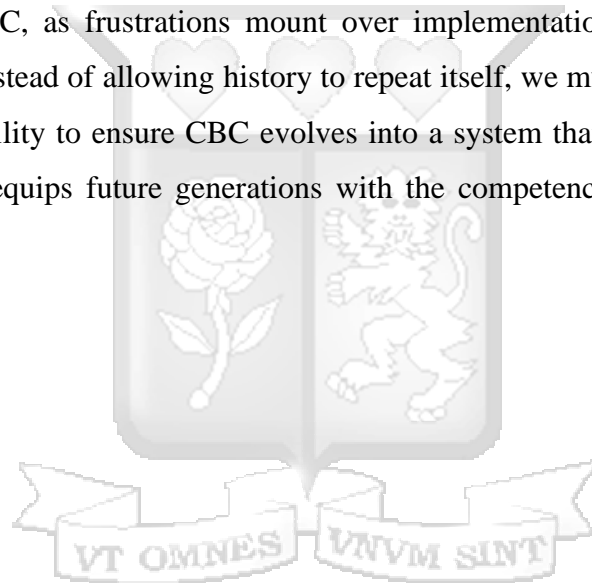 C, as frustrations mount over implementatio
stead of allowing history to repeat itself, we mu
ility to ensure CBC evolves into a system tha
equips future generations with the competenc
VT OMNES VNVM SINT